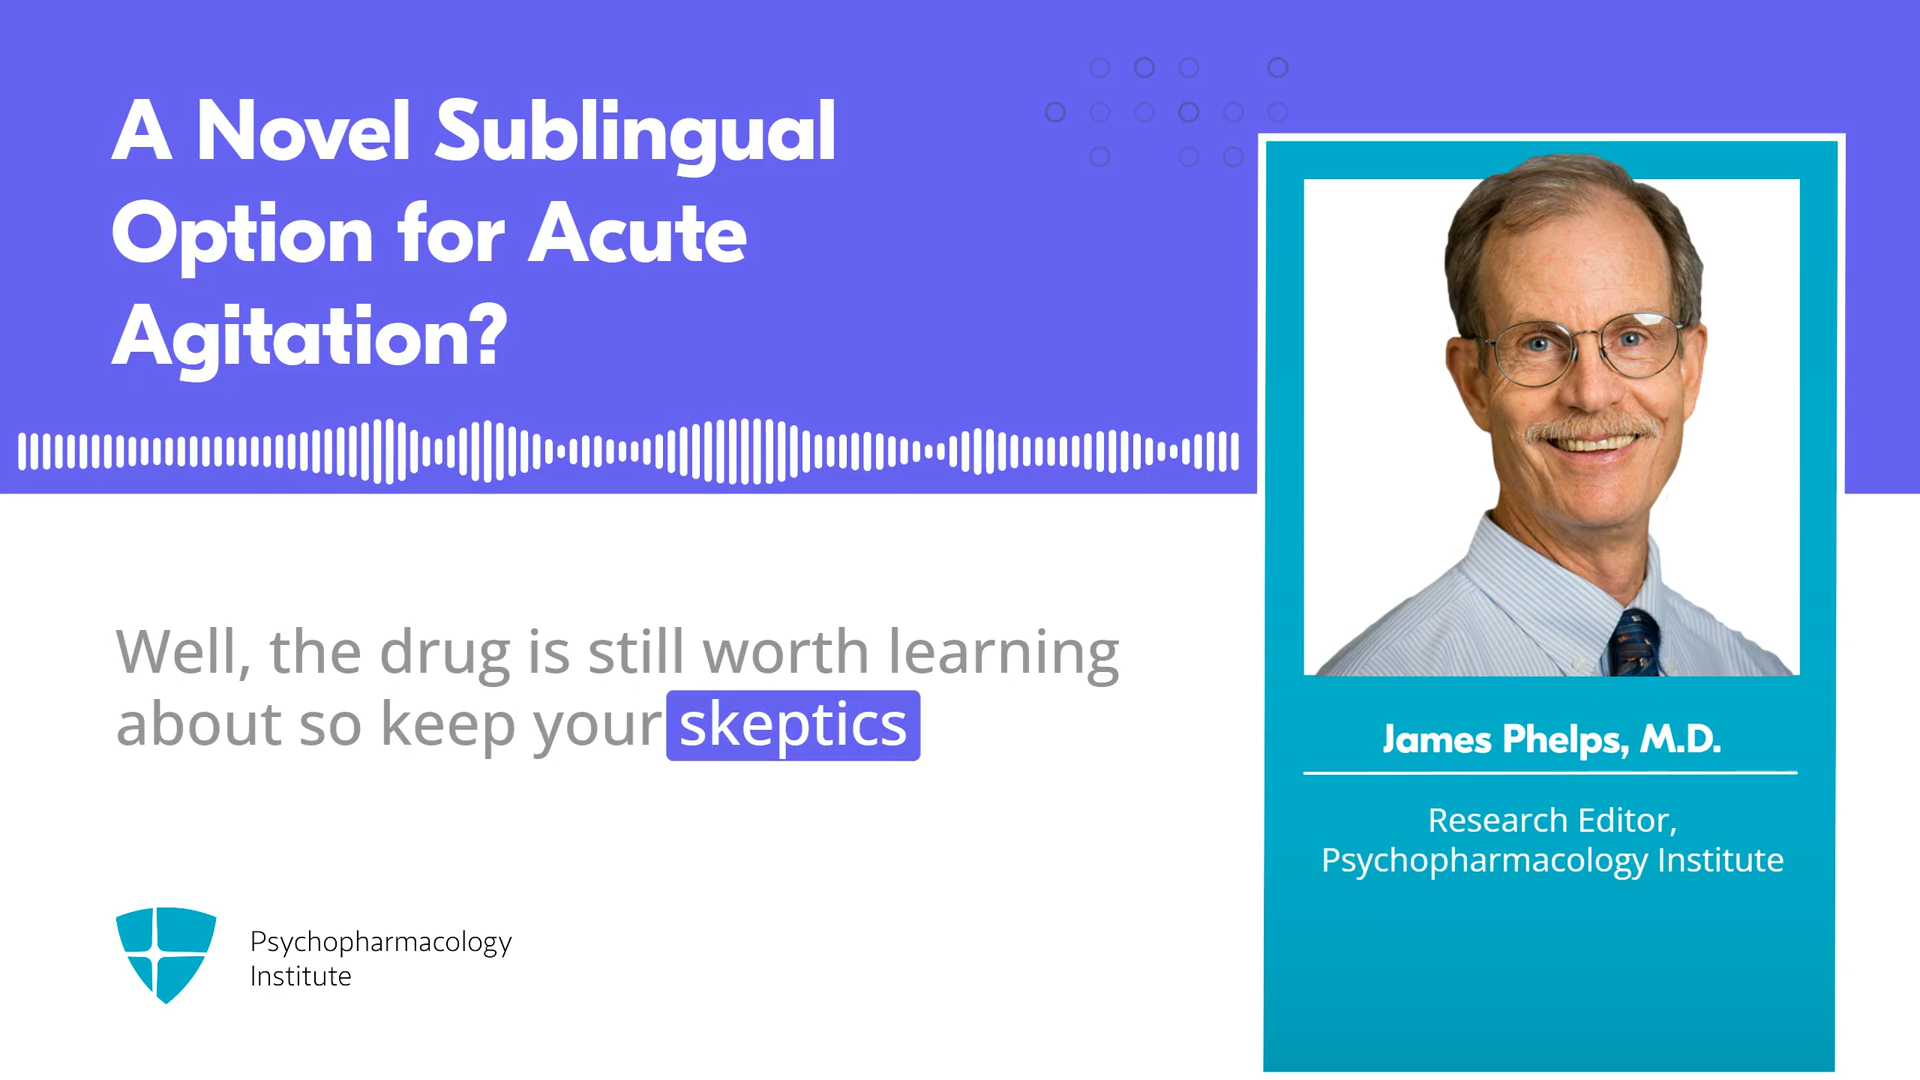 A Novel Sublingual
Option for Acute
Agitation?
Well, the drug is still worth learning
about so keep your skeptics
Psychopharmacology
Institute
James Phelps, M.D.
Research Editor,
Psychopharmacology Institute